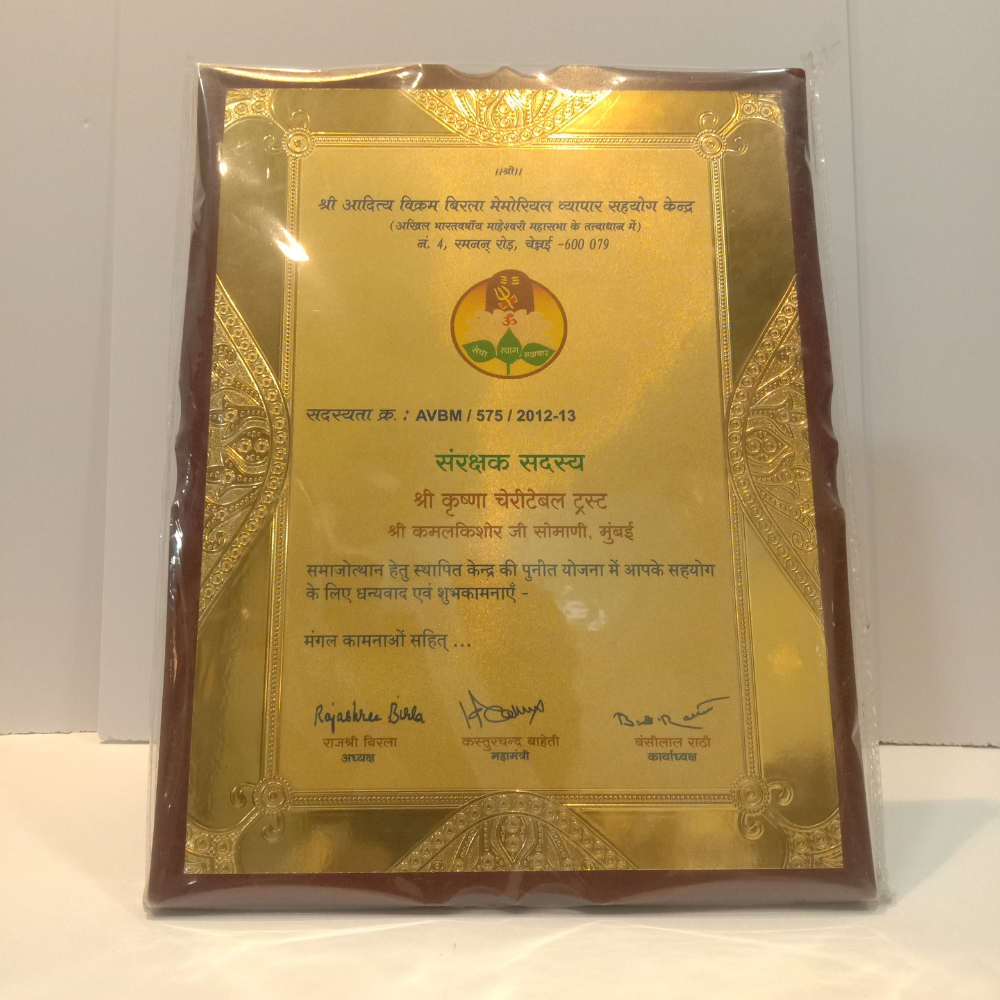 ।।श्री।।
श्री आदित्य विक्रम बिरला मेमोरियल व्यापार सहयोग केन्द्र
(अखिल भारतवर्षीय माहेश्वरी महासभा के तत्वाधान में)
नं. 4, रमनन् रोड़, चेन्नई -600 079
ॐ
सेवा त्याग सदाचार
सदस्यता क्र. : AVBM / 575 / 2012-13
संरक्षक सदस्य
श्री कृष्णा चेरीटेबल ट्रस्ट
श्री कमलकिशोर जी सोमाणी, मुंबई
समाजोत्थान हेतु स्थापित केन्द्र की पुनीत योजना में आपके सहयोग
के लिए धन्यवाद एवं शुभकामनाएँ -
मंगल कामनाओं सहित् ...
Rajashree Birla
राजश्री बिरला कस्तुरचन्द बाहेती बंसीलाल राठी
अध्यक्ष महामंत्री कार्याध्यक्ष